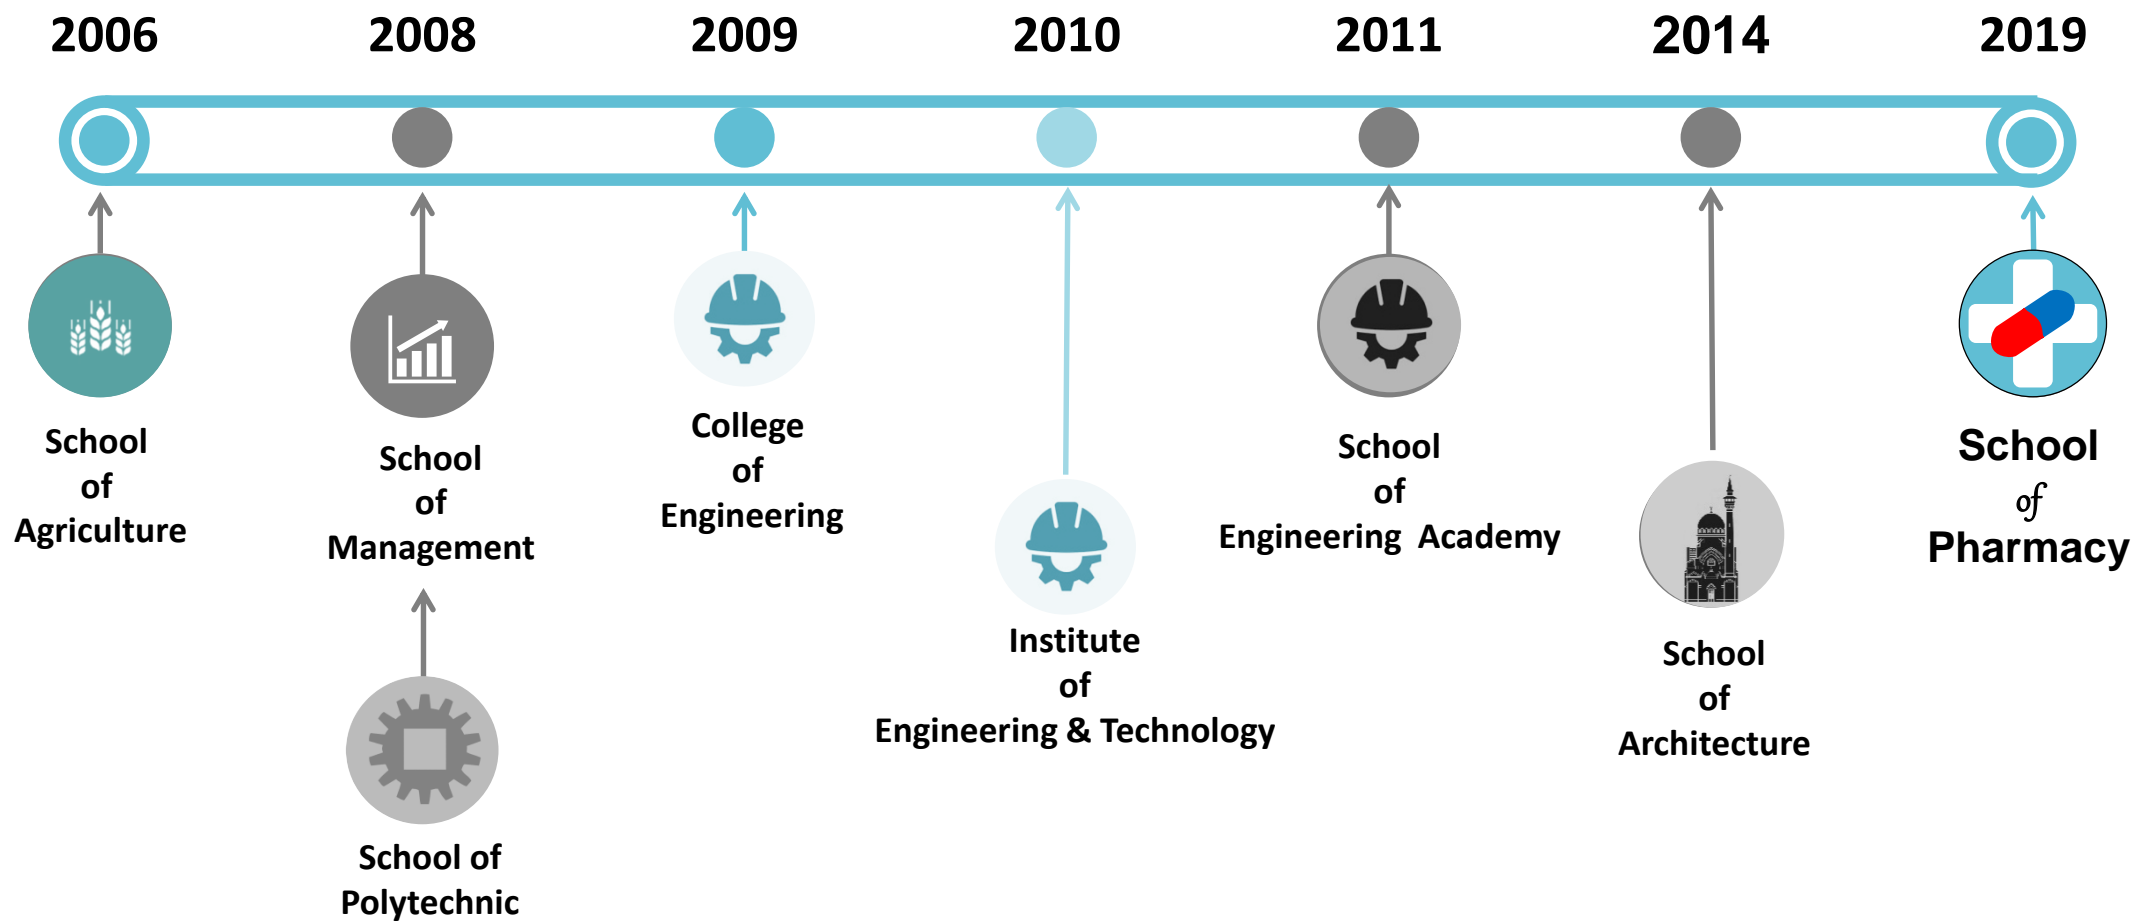 2006
2008
2009
2010
2011
2014
2019
School
of
Agriculture
School
of
Management
School of
Polytechnic
College
of
Engineering
Institute
of
Engineering & Technology
School
of
Engineering Academy
School
of
Architecture
School
of
Pharmacy